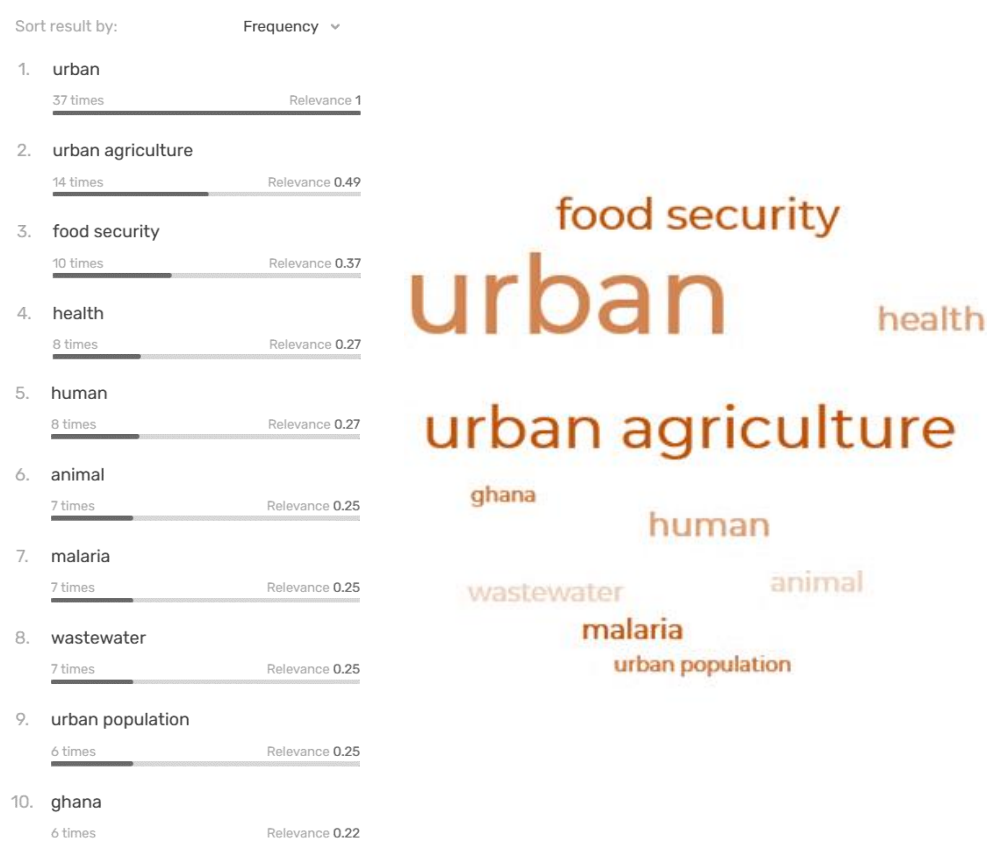 Sort result by: Frequency
1. urban
37 times Relevance 1
2. urban agriculture
14 times Relevance 0.49
3. food security
10 times Relevance 0.37
4. health
8 times Relevance 0.27
5. human
8 times Relevance 0.27
6. animal
7 times Relevance 0.25
7. malaria
7 times Relevance 0.25
8. wastewater
7 times Relevance 0.25
9. urban population
6 times Relevance 0.25
10. ghana
6 times Relevance 0.22
food security
urban
health
urban agriculture
ghana
human
animal
wastewater
malaria
urban population